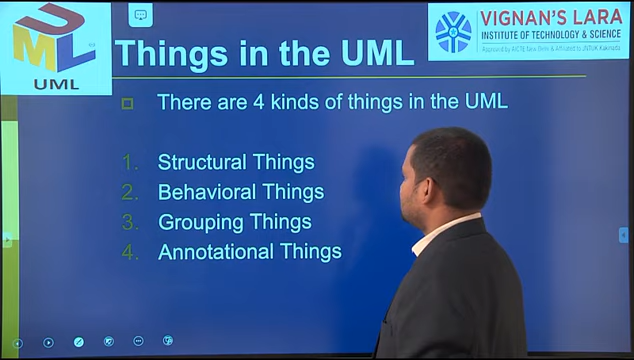 UML
UML
VIGNAN'S LARA
INSTITUTE OF TECHNOLOGY & SCIENCE
Approved by AICTE New Delhi & Affiliated to JNTUK Kakinada
Things in the UML
There are 4 kinds of things in the UML
1. Structural Things
2. Behavioral Things
3. Grouping Things
4. Annotational Things